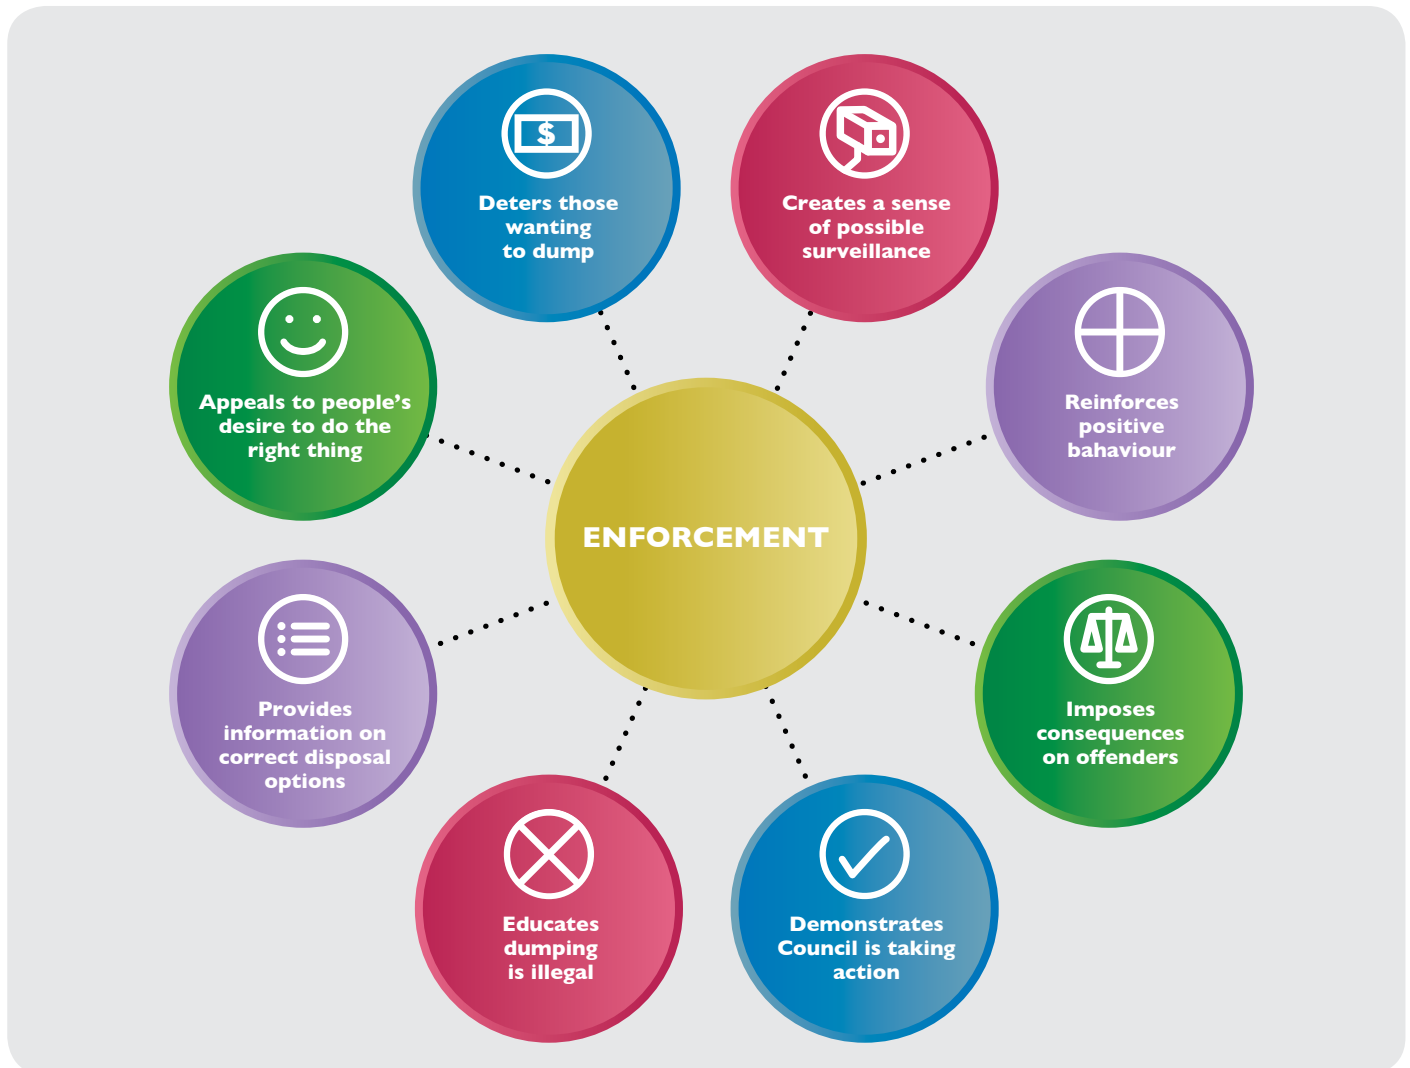 Deters those
wanting
to dump
Creates a sense
of possible
surveillance
Appeals to people’s
desire to do the
right thing
Reinforces
positive
bahaviour
ENFORCEMENT
Provides
information on
correct disposal
options
Imposes
consequences
on offenders
Educates
dumping
is illegal
Demonstrates
Council is taking
action
$